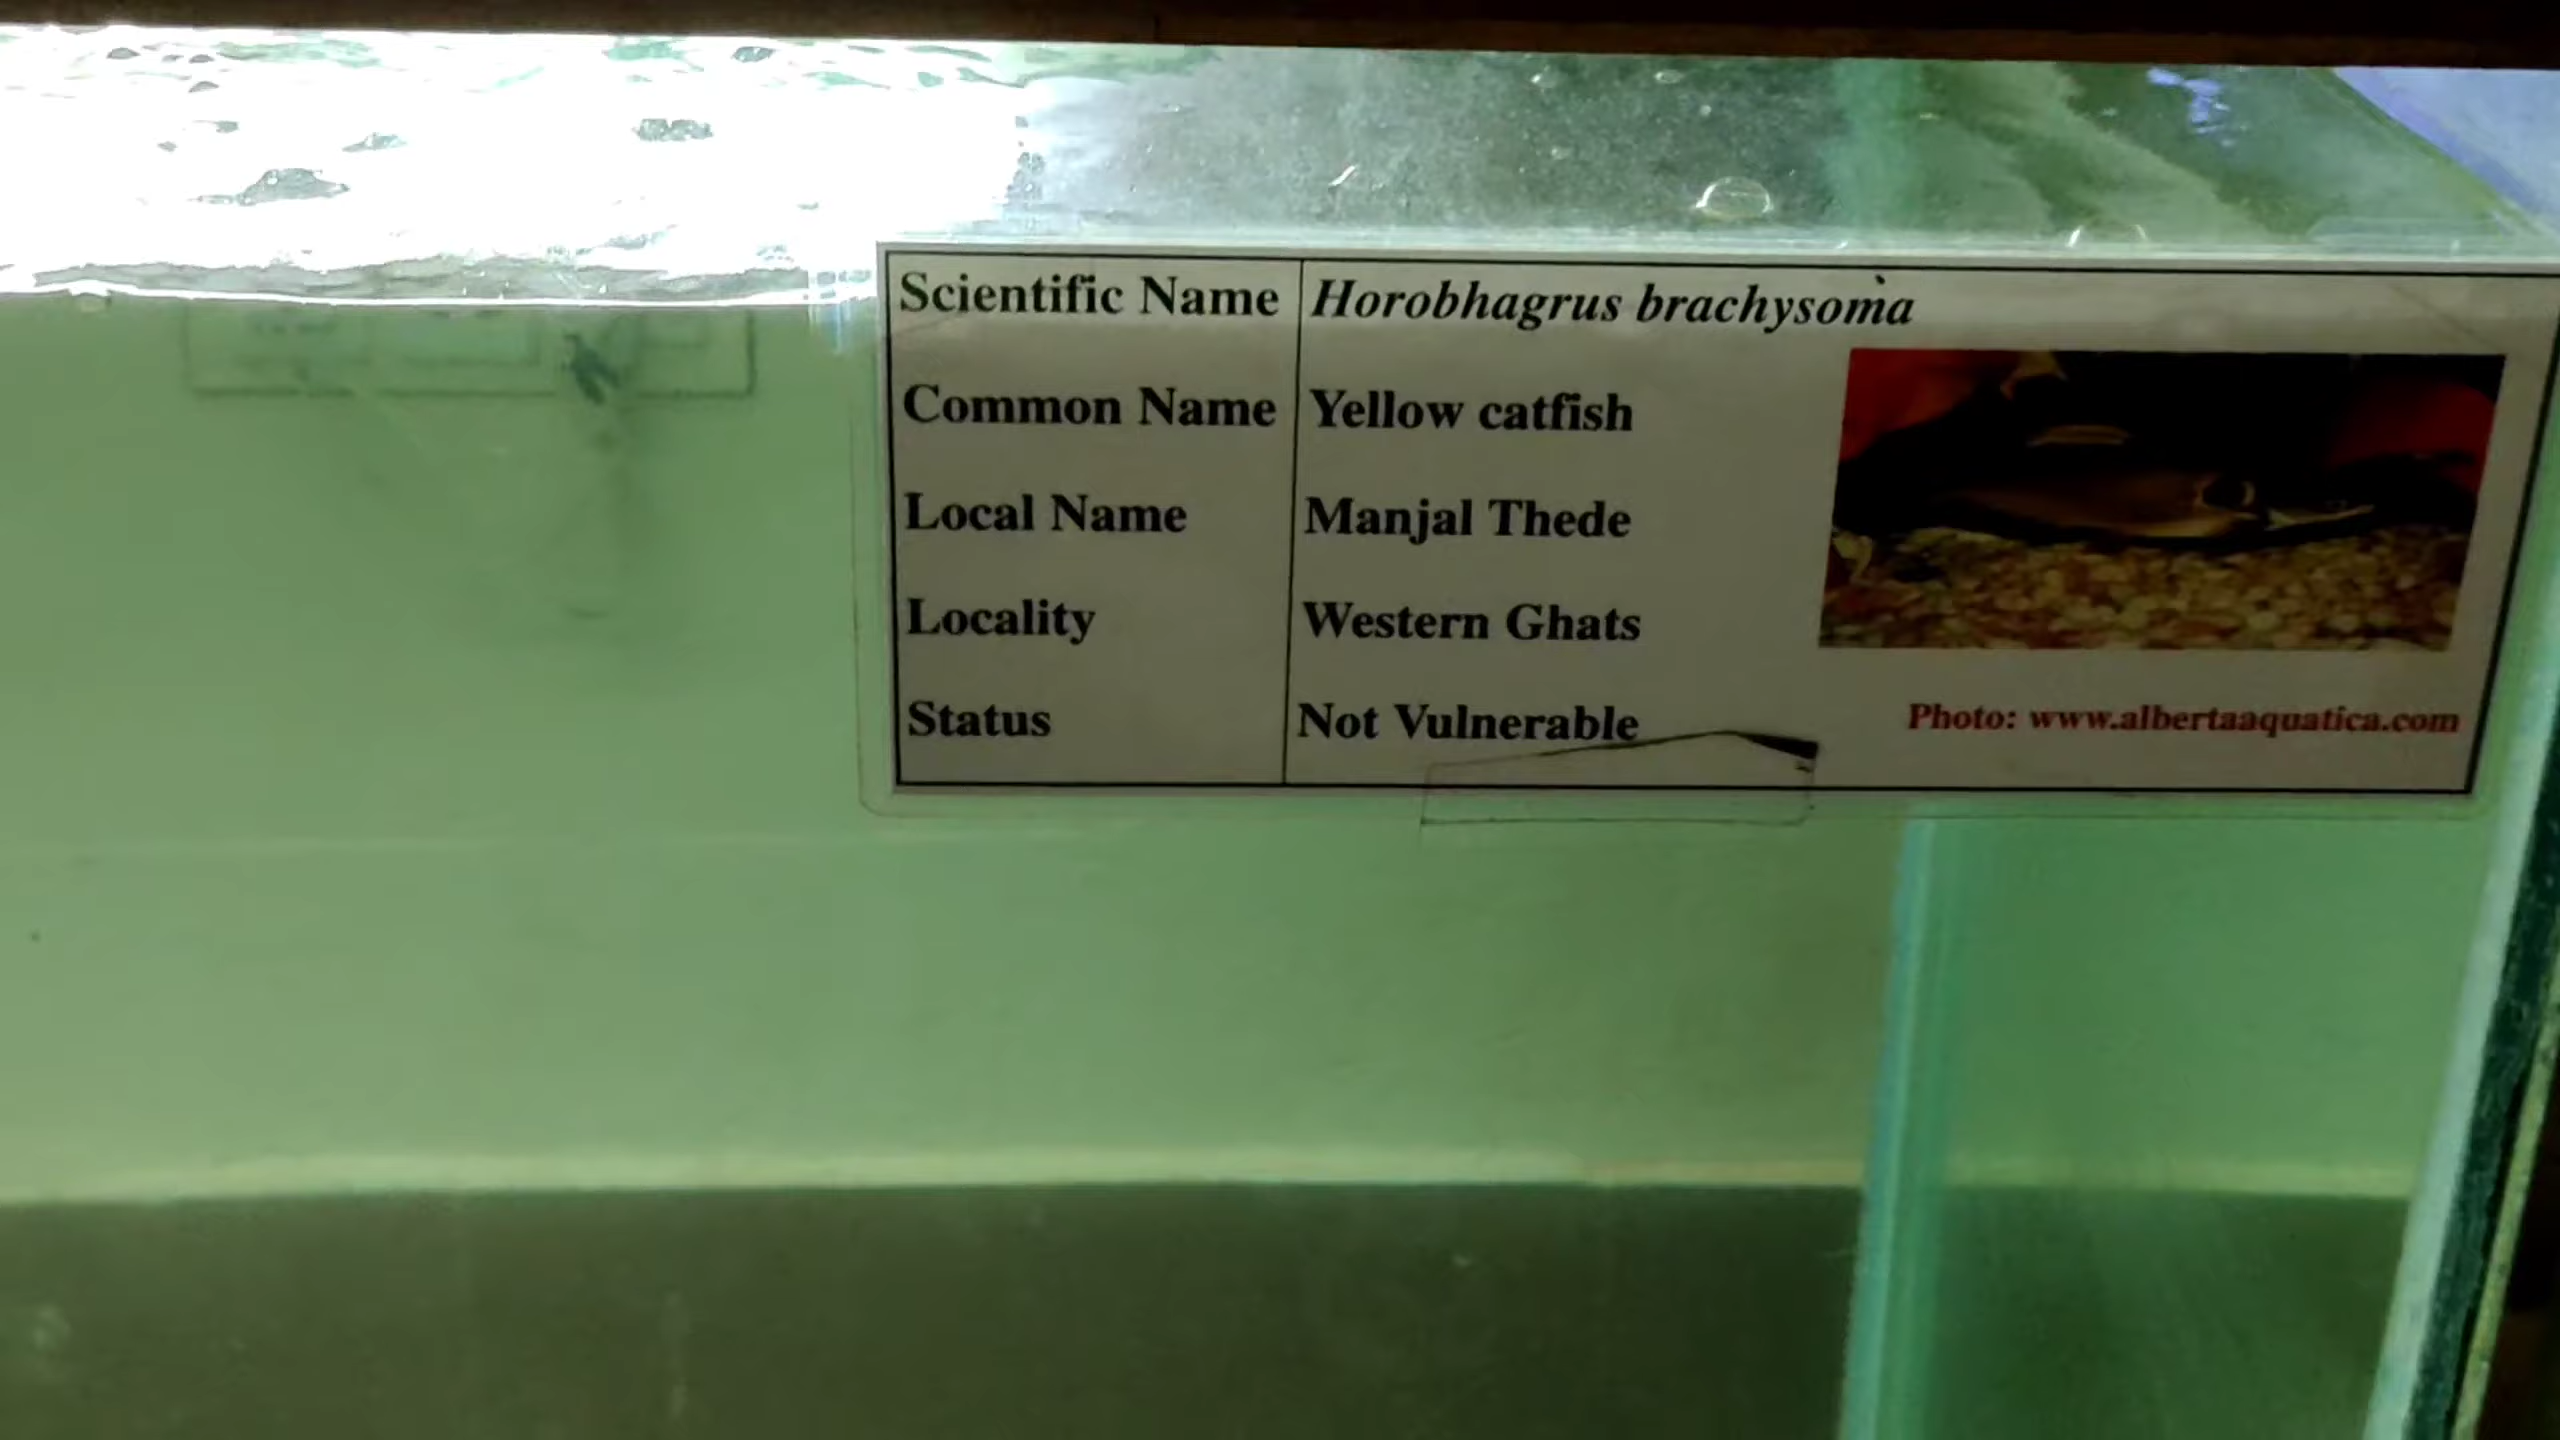 Scientific Name Horobhagrus brachysoma
Common Name Yellow catfish
Local Name Manjal Thede
Locality Western Ghats
Status Not Vulnerable
Photo: www.albertaaquatica.com